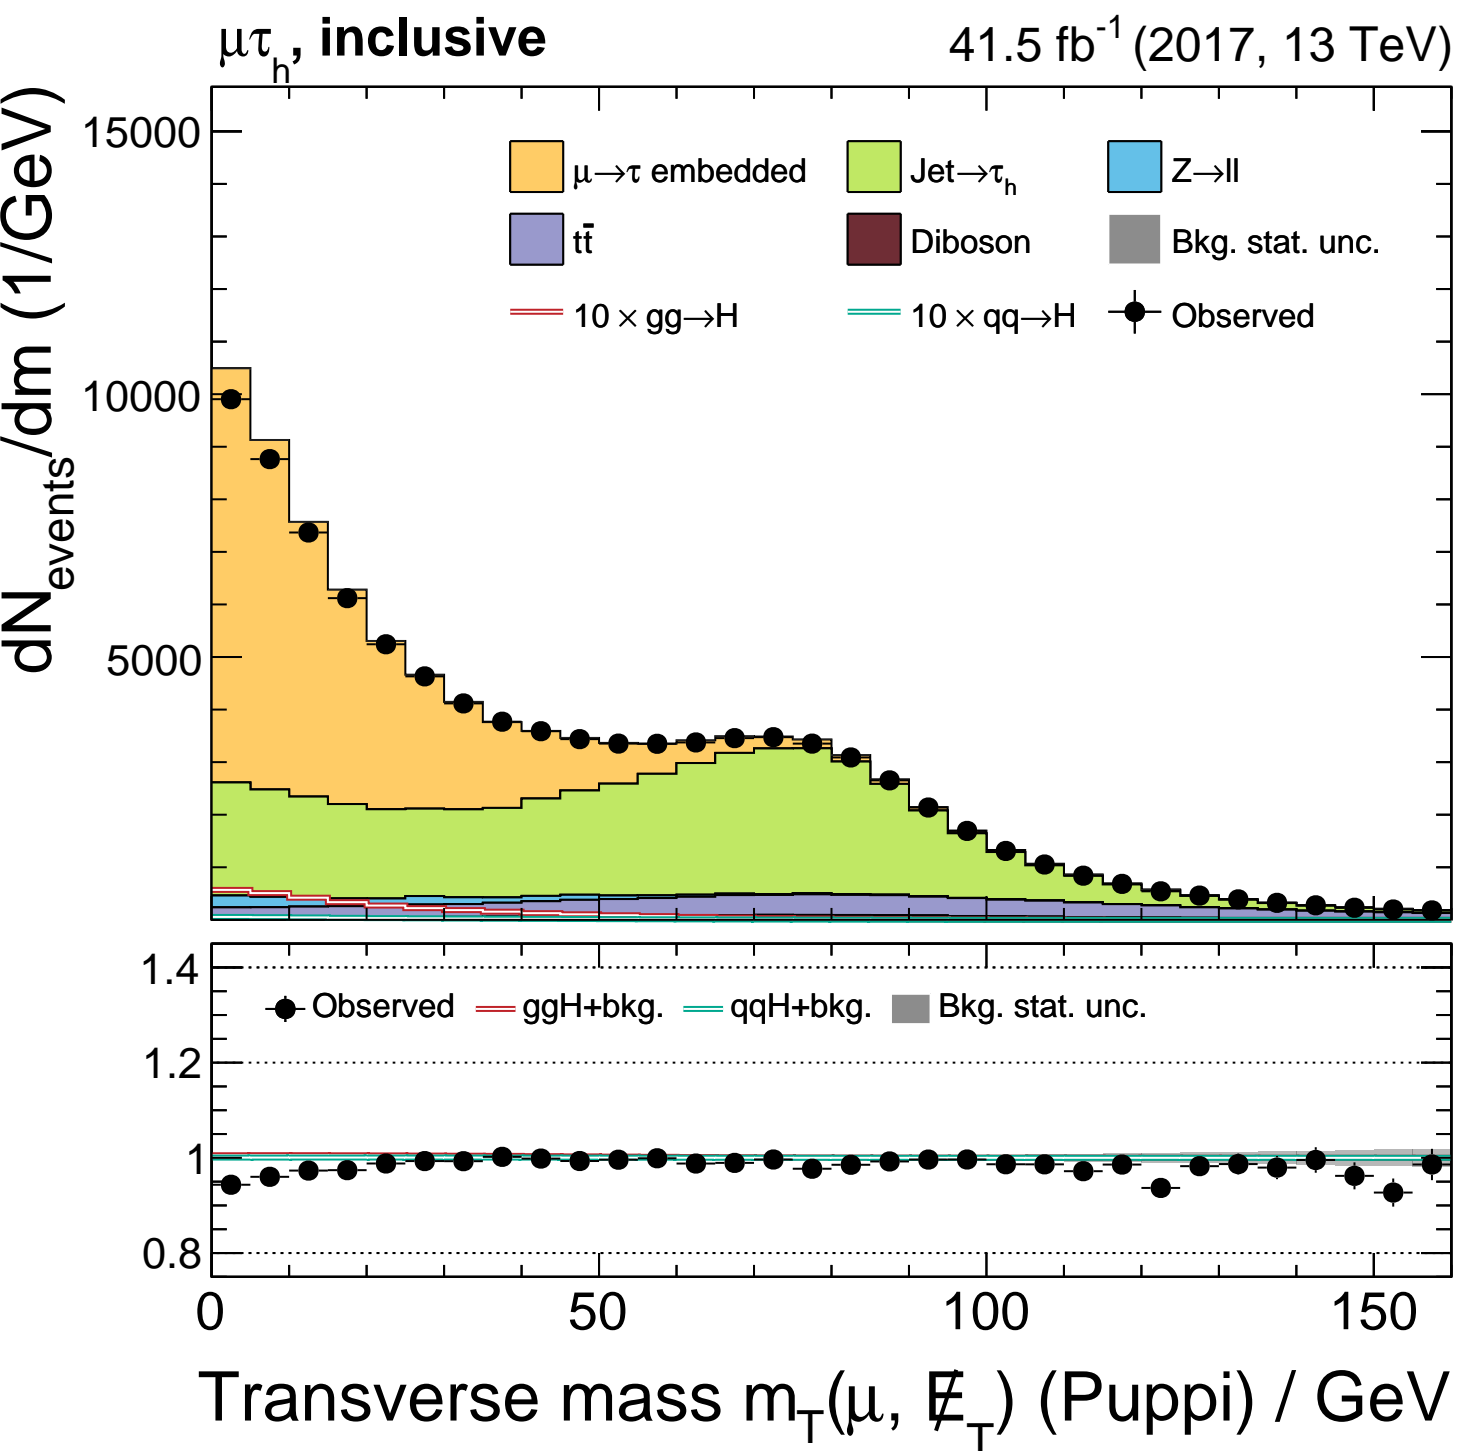 μτh, inclusive 41.5 fb-1 (2017, 13 TeV)
dNevents/dm (1/GeV)
15000
10000
5000
μ→τ embedded Jet→τh Z→ll
tt̄ Diboson Bkg. stat. unc.
10 × gg→H 10 × qq→H Observed
1.4
1.2
1
0.8
Observed ggH+bkg. qqH+bkg. Bkg. stat. unc.
0 50 100 150
Transverse mass mT(μ, E̸T) (Puppi) / GeV